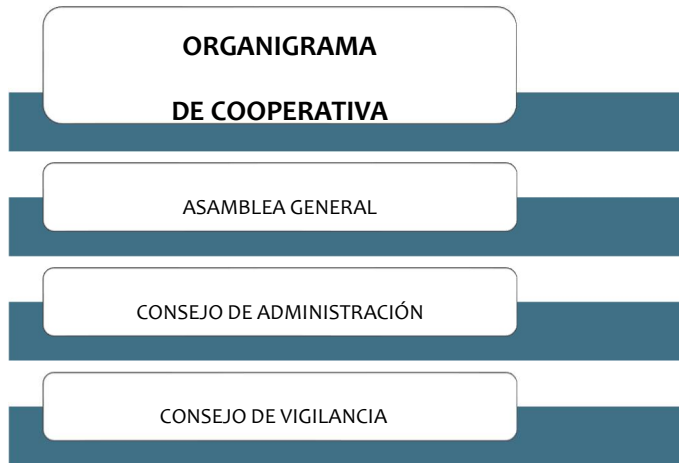 ORGANIGRAMA
DE COOPERATIVA
ASAMBLEA GENERAL
CONSEJO DE ADMINISTRACIÓN
CONSEJO DE VIGILANCIA